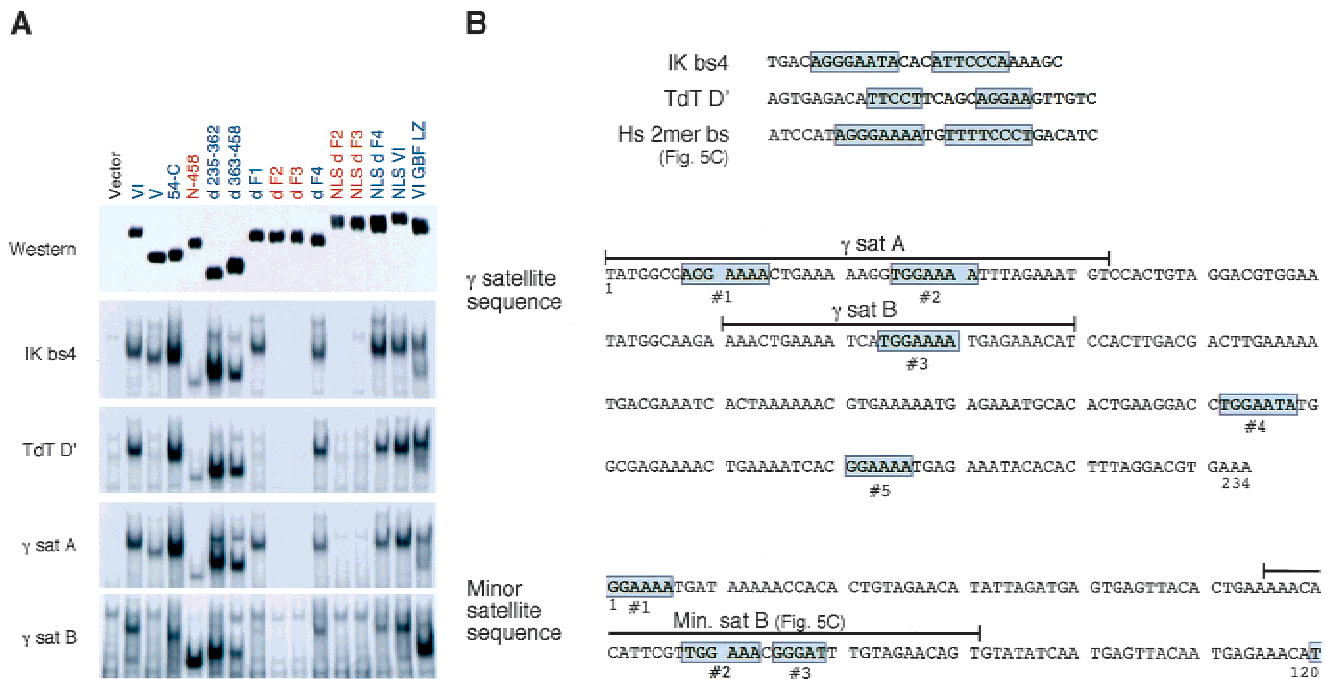 A
Vector VI V 54-C N-458 d 235-362 d 363-458 d F1 d F2 d F3 d F4 NLS d F2 NLS d F3 NLS d F4 NLS VI VI GBF LZ
Western
IK bs4
TdT D'
γ sat A
γ sat B
B
IK bs4 TGACAGGGAATACACATTCCCAAAAGC
TdT D' AGTGAGACATTCCTTCAGCAGGAAGTTGTC
Hs 2mer bs ATCCATAGGGAAAATGTTTTCCCTGACATC
(Fig. 5C)
γ sat A
γ satellite sequence
TATGGCGAGG AAAACTGAAA AAGGTGGAAA ATTTAGAAAT GTCCACTGTA GGACGTGGAA
1 #1 #2
γ sat B
TATGGCAAGA AAACTGAAAA TCATGGAAAA TGAGAAACAT CCACTTGACG ACTTGAAAAA
#3
TGACGAAATC ACTAAAAAAC GTGAAAAATG AGAAATGCAC ACTGAAGGACC TGGAATATG
#4
GCGAGAAAAC TGAAAATCAC GGAAAATGAG AAATACACAC TTTAGGACGT GAAA
#5 234
Minor satellite sequence
GGAAAATGAT AAAAACCACA CTGTAGAACA TATTAGATGA GTGAGTTACA CTGAAAAACA
1 #1
Min. sat B (Fig. 5C)
CATTCGTTGG AAACGGGATT TGTAGAACAG TGTATATCAA TGAGTTACAA TGAGAAACAT
#2 #3 120